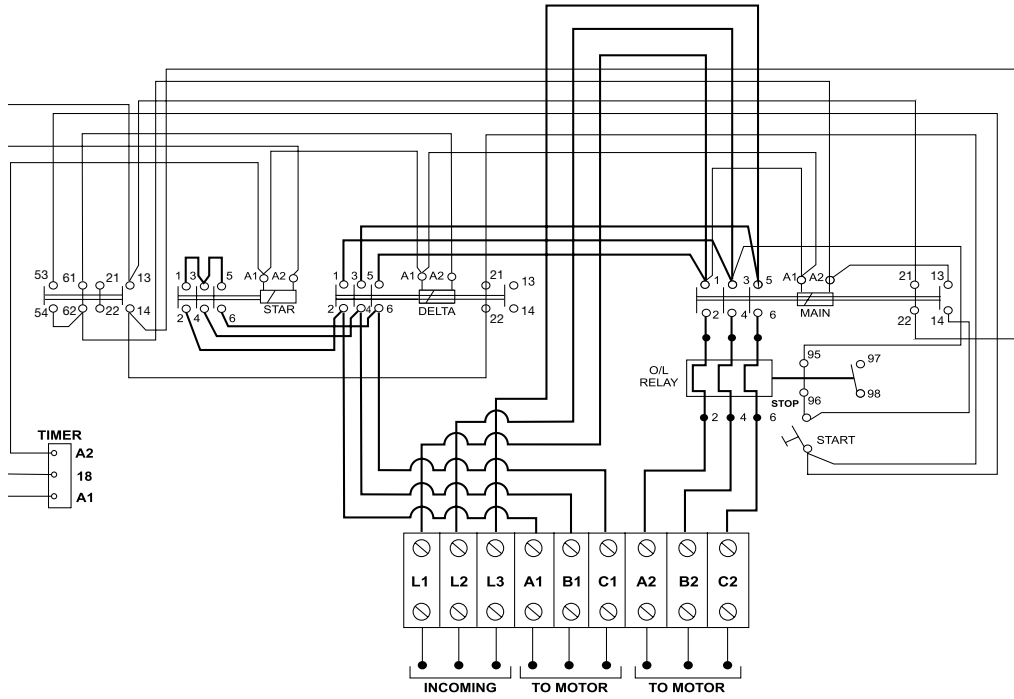 53 61 21 13
54 62 22 14
1 3 5 A1 A2
2 4 6 STAR
1 3 5 A1 A2 21 13
2 4 6 DELTA 22 14
1 3 5 A1 A2 21 13
2 4 6 MAIN 22 14
O/L
RELAY
95 97
96 98
STOP
2 4 6
START
TIMER
A2
18
A1
L1 L2 L3 A1 B1 C1 A2 B2 C2
INCOMING TO MOTOR TO MOTOR